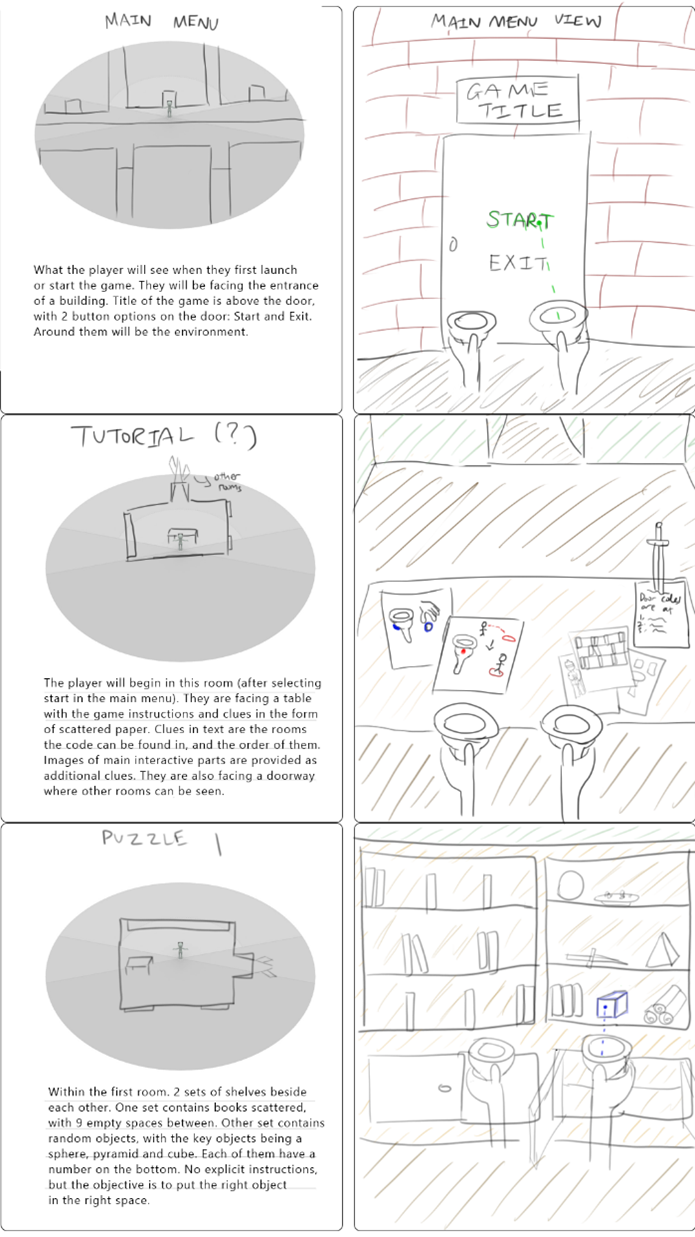 MAIN MENU
What the player will see when they first launch
or start the game. They will be facing the entrance
of a building. Title of the game is above the door,
with 2 button options on the door: Start and Exit.
Around them will be the environment.
MAIN MENU VIEW
GAME
TITLE
START
EXIT
TUTORIAL (?)
other
rooms
The player will begin in this room (after selecting
start in the main menu). They are facing a table
with the game instructions and clues in the form
of scattered paper. Clues in text are the rooms
the code can be found in, and the order of them.
Images of main interactive parts are provided as
additional clues. They are also facing a doorway
where other rooms can be seen.
Door codes
are at
1.
2.
3.
PUZZLE 1
Within the first room. 2 sets of shelves beside
each other. One set contains books scattered,
with 9 empty spaces between. Other set contains
random objects, with the key objects being a
sphere, pyramid and cube. Each of them have a
number on the bottom. No explicit instructions,
but the objective is to put the right object
in the right space.